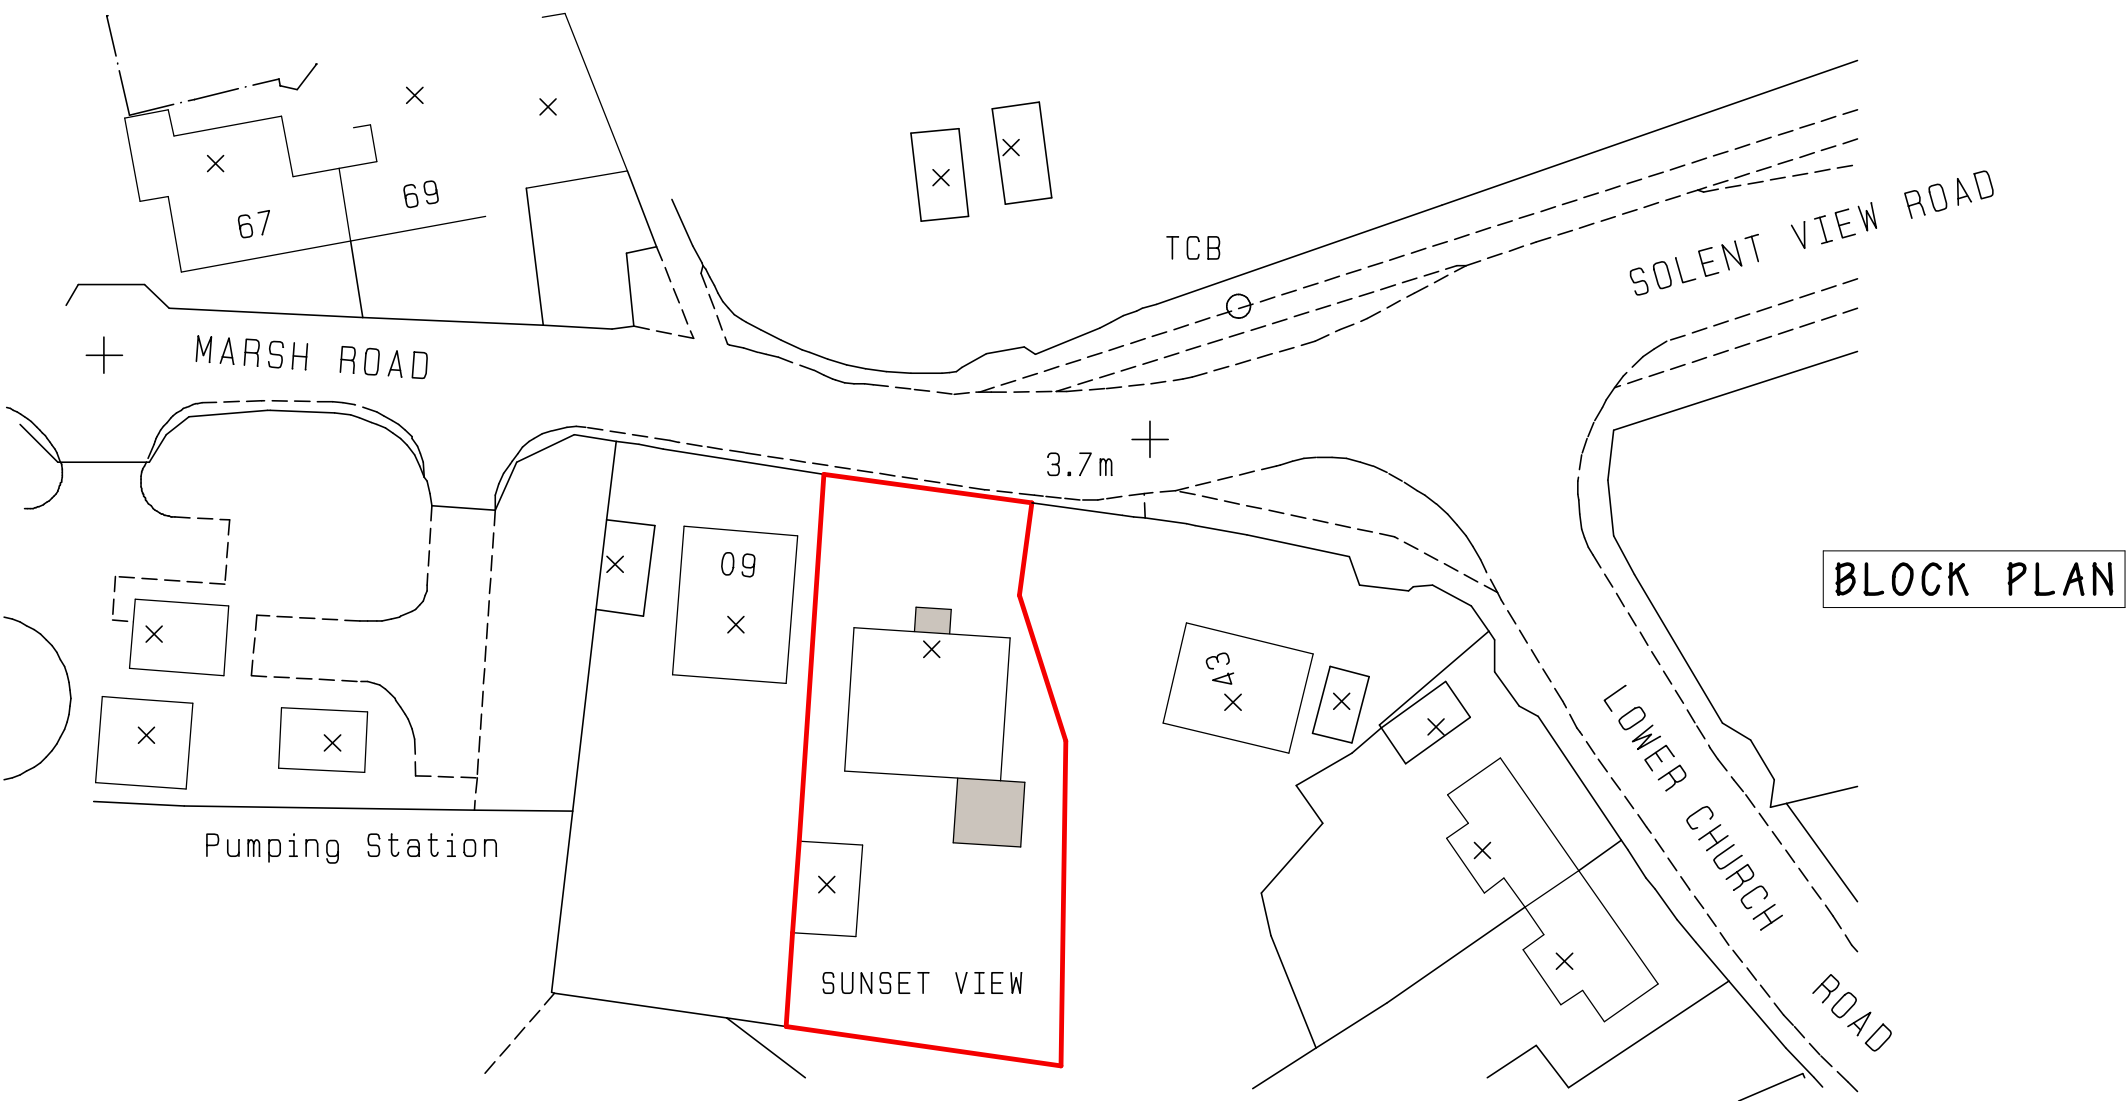 67
69
TCB
SOLENT VIEW ROAD
MARSH ROAD
3.7m
60
BLOCK PLAN
43
LOWER CHURCH ROAD
Pumping Station
SUNSET VIEW